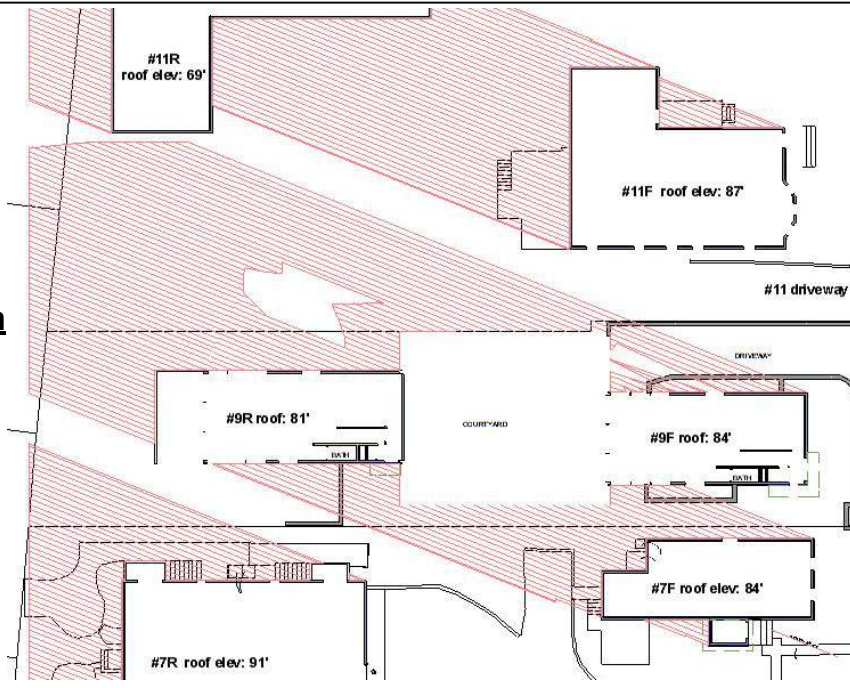 #11R
roof elev: 69'
#11F roof elev: 87'
#11 driveway
DRIVEWAY
#9R roof: 81'
COURTYARD
#9F roof: 84'
BATH
BATH
#7F roof elev: 84'
#7R roof elev: 91'